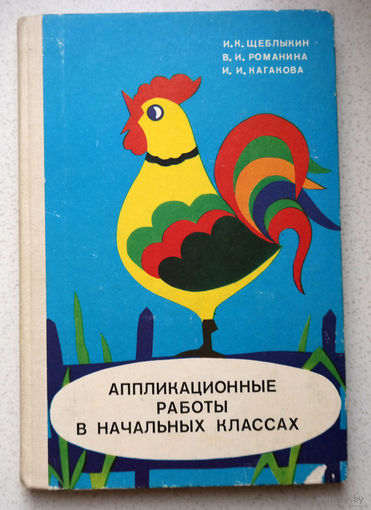 И.К. ЩЕБЛЫКИН
В.И. РОМАНИНА
И.И. КАГАКОВА
АППЛИКАЦИОННЫЕ
РАБОТЫ
В НАЧАЛЬНЫХ КЛАССАХ